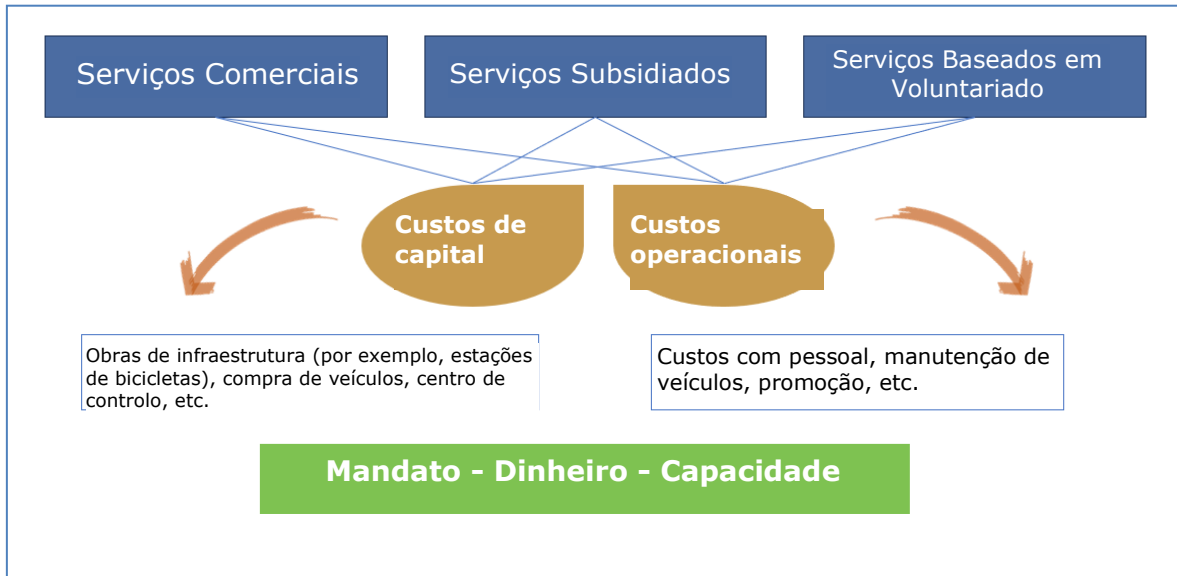 Serviços Comerciais
Serviços Subsidiados
Serviços Baseados em
Voluntariado
Custos de
capital
Custos
operacionais
Obras de infraestrutura (por exemplo, estações
de bicicletas), compra de veículos, centro de
controlo, etc.
Custos com pessoal, manutenção de
veículos, promoção, etc.
Mandato - Dinheiro - Capacidade